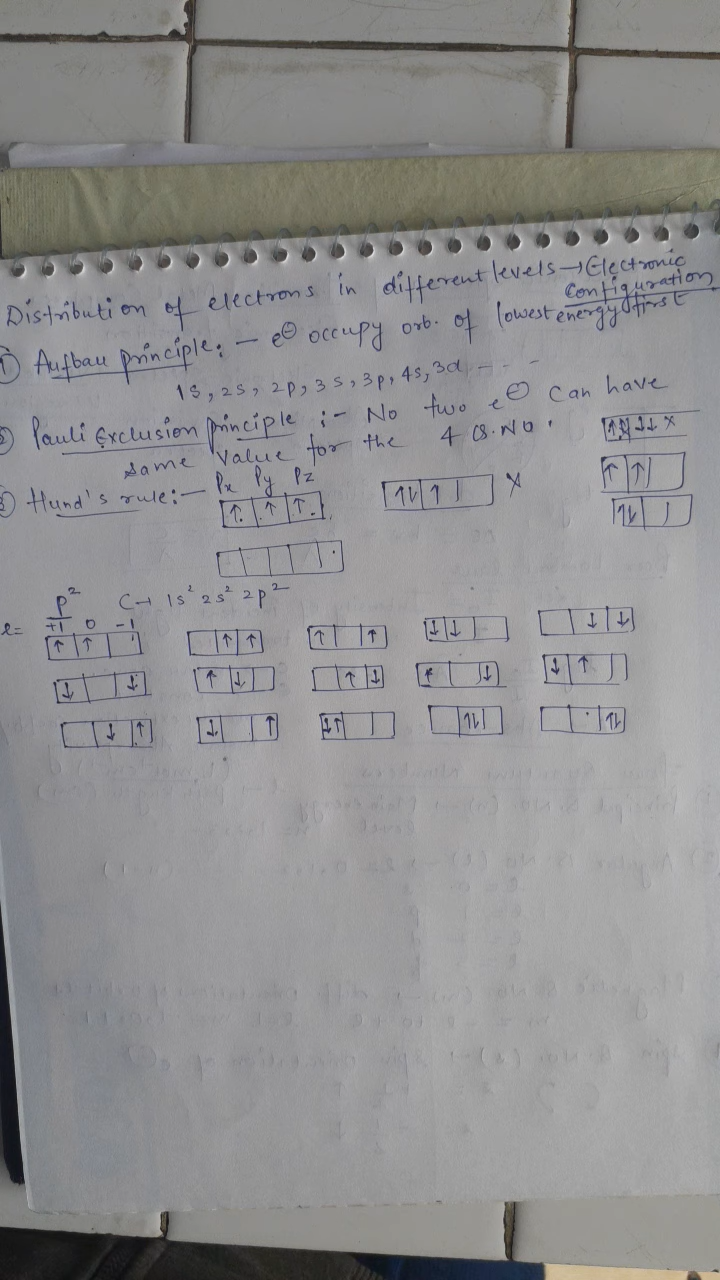 Distribution of electrons in different levels → Electronic Configuration
① Aufbau principle :- e⊖ occupy orb. of lowest energy first
1s, 2s, 2p, 3s, 3p, 4s, 3d - - - -
Pauli Exclusion principle :- No two e⊖ can have
same value for the 4 Q.No. ↑↑ ↓↓ x
↑ ↑
③ Hund's rule :- Px Py Pz
↑ ↑ ↑ ↑↓ ↑ x ↑↓
p² C → 1s² 2s² 2p²
l = +1 0 -1
↑ ↑ ↑ ↑ ↑ ↑ ↓ ↓ ↓ ↓
↓ ↓ ↑ ↓ ↑ ↓ ↑ ↓ ↓ ↑
↓ ↑ ↓ ↑ ↓↑ ↑↓ ↑↓